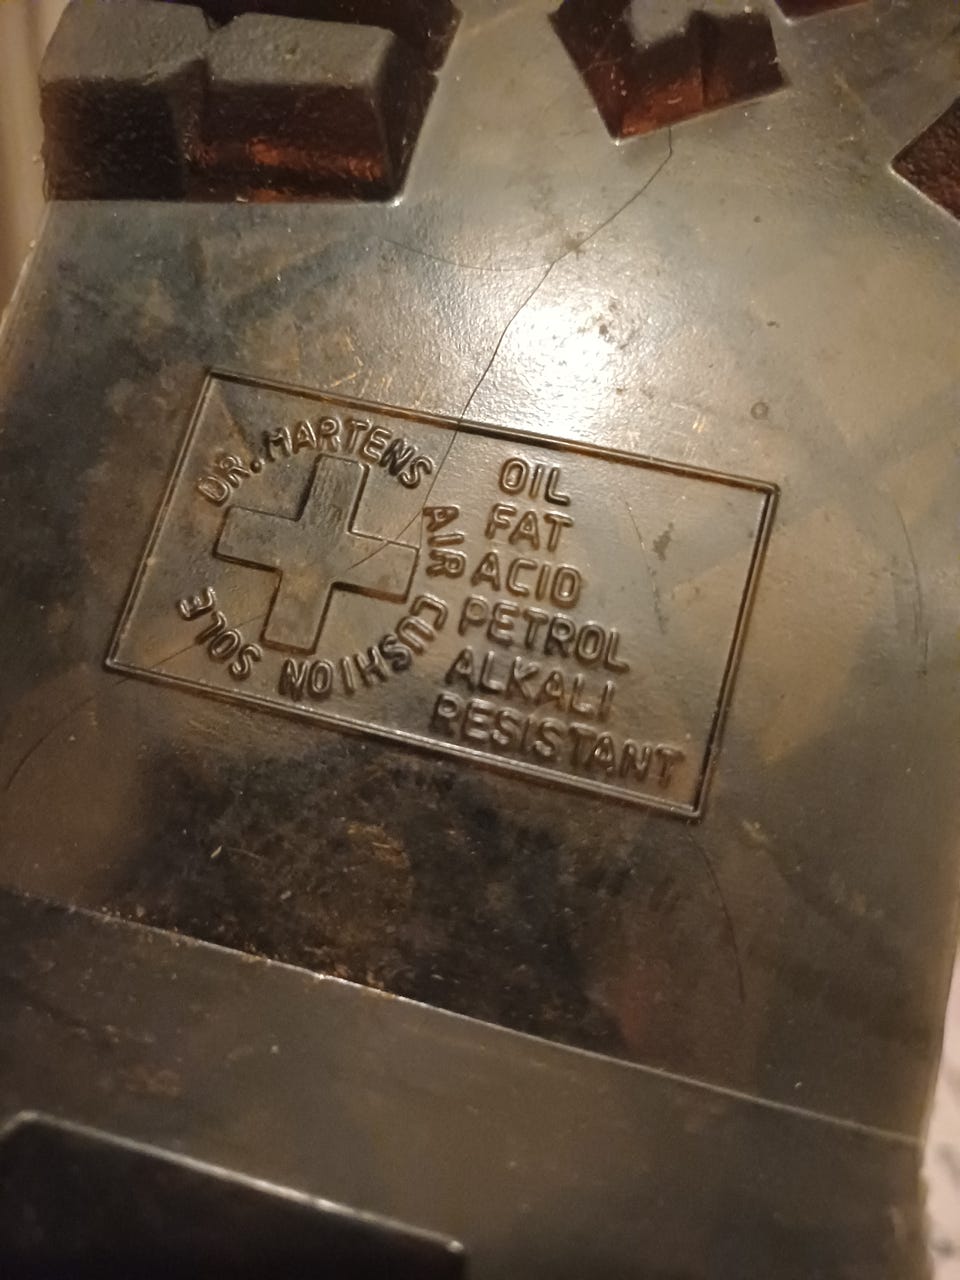 DR. MARTENS
AIR CUSHION SOLE
OIL
FAT
ACID
PETROL
ALKALI
RESISTANT